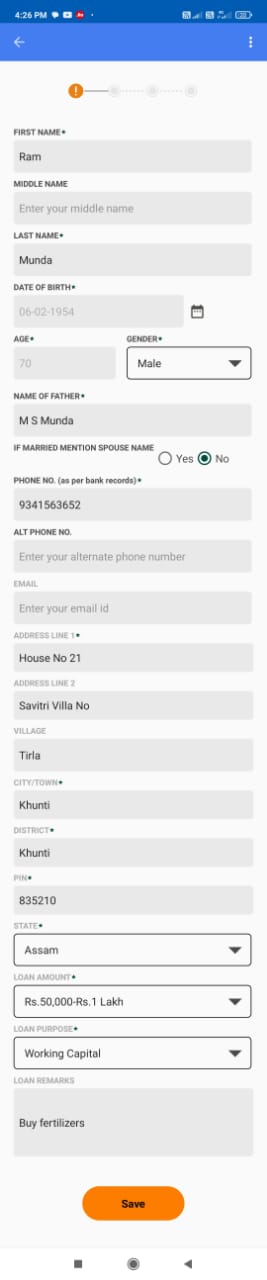 4:26 PM
FIRST NAME*
Ram
MIDDLE NAME
Enter your middle name
LAST NAME*
Munda
DATE OF BIRTH*
06-02-1954
AGE* GENDER*
70 Male
NAME OF FATHER*
M S Munda
IF MARRIED MENTION SPOUSE NAME
Yes No
PHONE NO. (as per bank records)*
9341563652
ALT PHONE NO.
Enter your alternate phone number
EMAIL
Enter your email id
ADDRESS LINE 1*
House No 21
ADDRESS LINE 2
Savitri Villa No
VILLAGE
Tirla
CITY/TOWN*
Khunti
DISTRICT*
Khunti
PIN*
835210
STATE*
Assam
LOAN AMOUNT*
Rs.50,000-Rs.1 Lakh
LOAN PURPOSE*
Working Capital
LOAN REMARKS
Buy fertilizers
Save